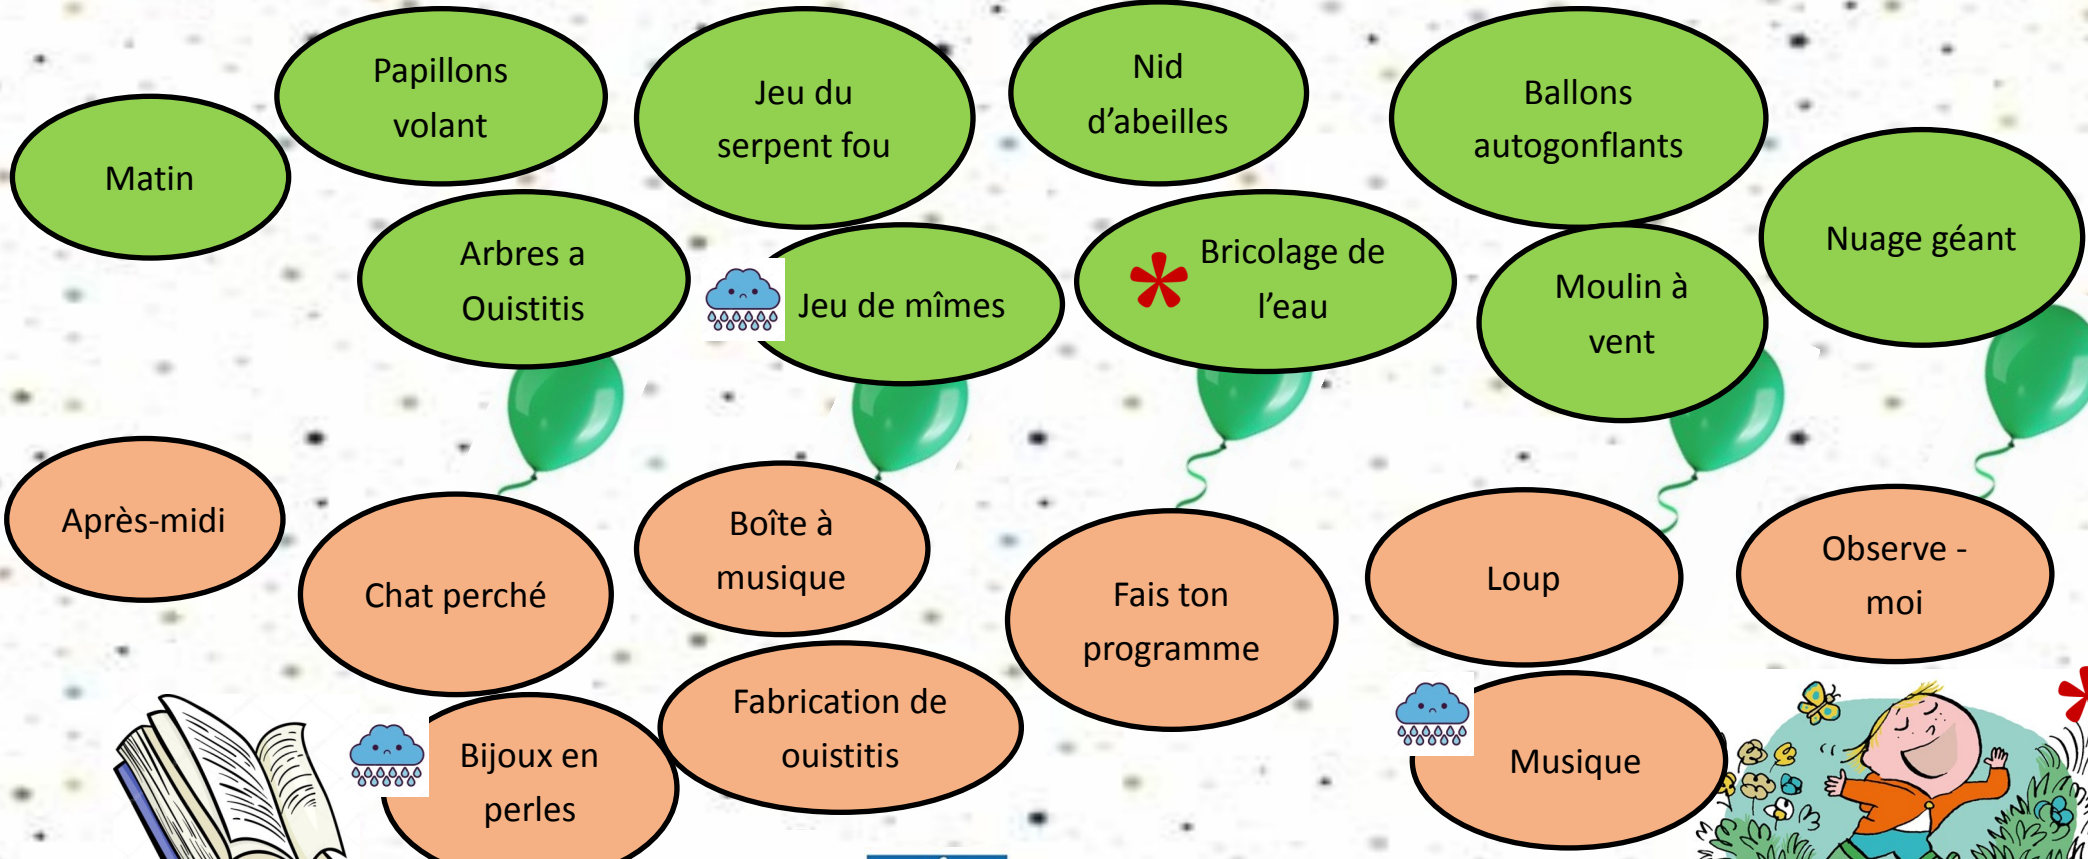 Matin
Papillons
volant
Arbres a
Ouistitis
Jeu du
serpent fou
Jeu de mîmes
Nid
d’abeilles
* Bricolage de
l’eau
Ballons
autogonflants
Moulin à
vent
Nuage géant
Après-midi
Chat perché
Bijoux en
perles
Boîte à
musique
Fabrication de
ouistitis
Fais ton
programme
Loup
Musique
Observe -
moi
*